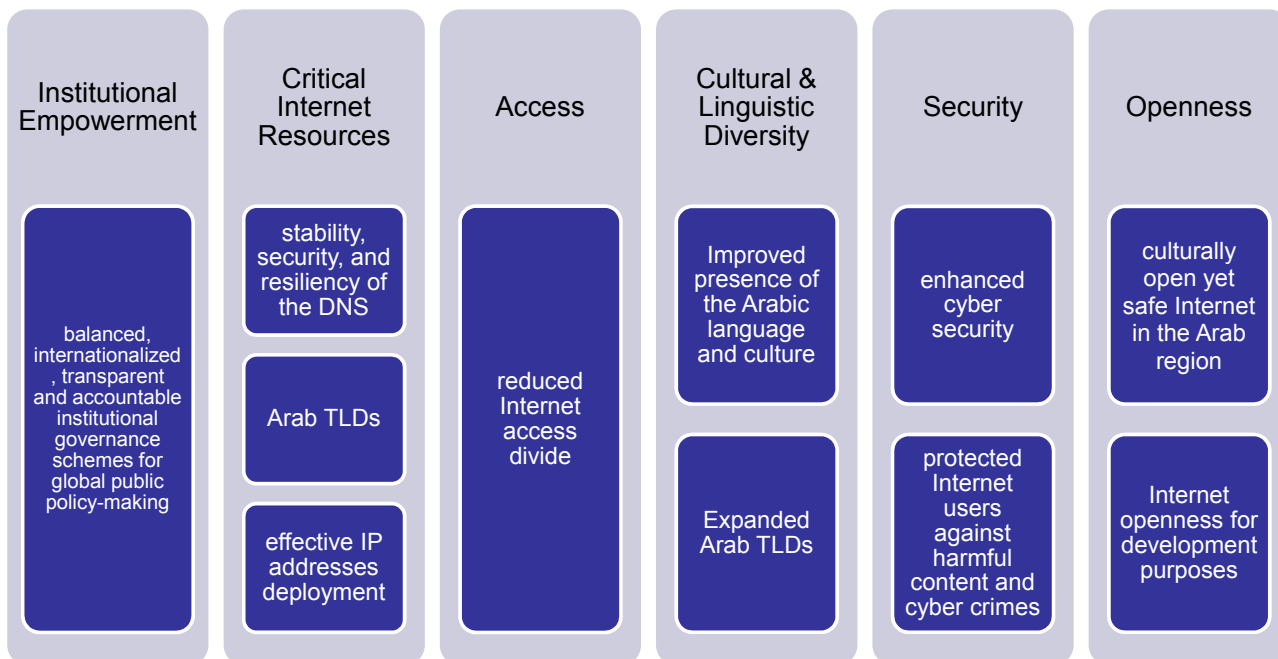 Institutional
Empowerment
balanced,
internationalized
, transparent
and accountable
institutional
governance
schemes for
global public
policy-making
Critical
Internet
Resources
stability,
security, and
resiliency of
the DNS
Arab TLDs
effective IP
addresses
deployment
Access
reduced
Internet
access
divide
Cultural &
Linguistic
Diversity
Improved
presence of
the Arabic
language
and culture
Expanded
Arab TLDs
Security
enhanced
cyber
security
protected
Internet
users
against
harmful
content and
cyber crimes
Openness
culturally
open yet
safe Internet
in the Arab
region
Internet
openness for
development
purposes